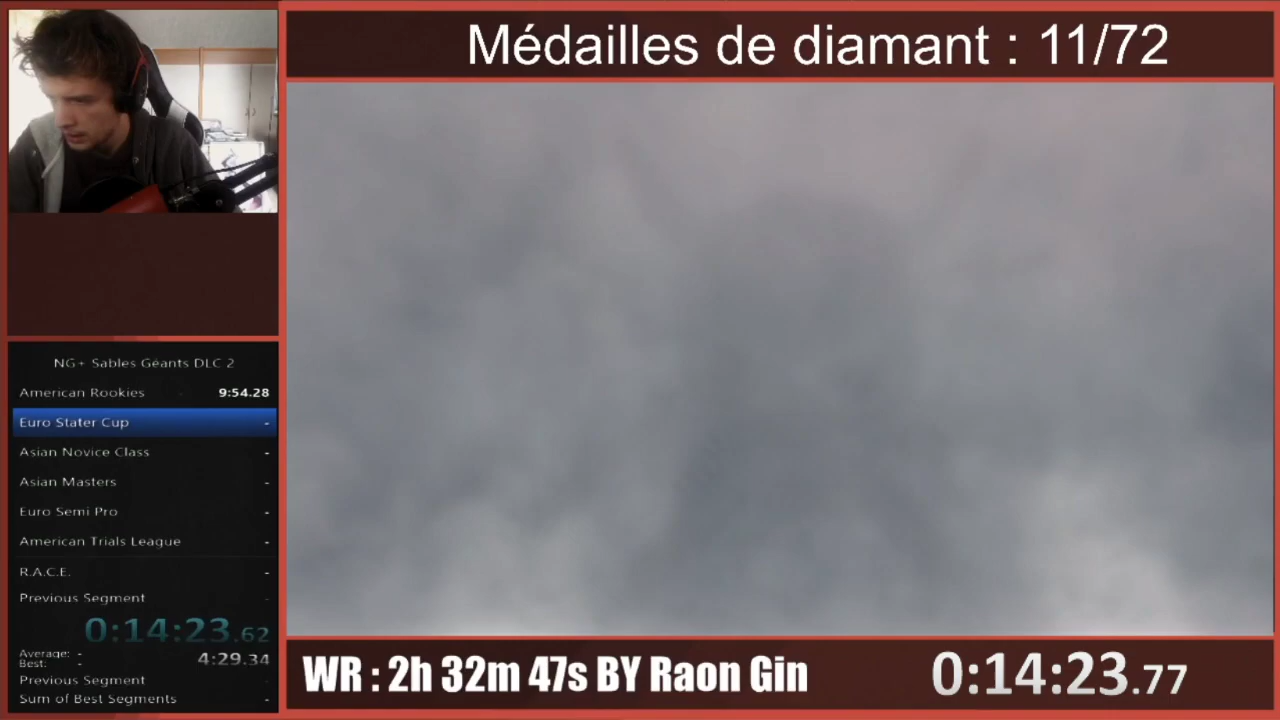 Médailles de diamant : 11/72
NG+ Sables Géants DLC 2
American Rookies 9:54.28
Euro Stater Cup -
Asian Novice Class -
Asian Masters -
Euro Semi Pro -
American Trials League -
R.A.C.E. -
Previous Segment -
0:14:23.62
Average: -
Best: -
4:29.34
Previous Segment -
Sum of Best Segments -
WR : 2h 32m 47s BY Raon Gin
0:14:23.77